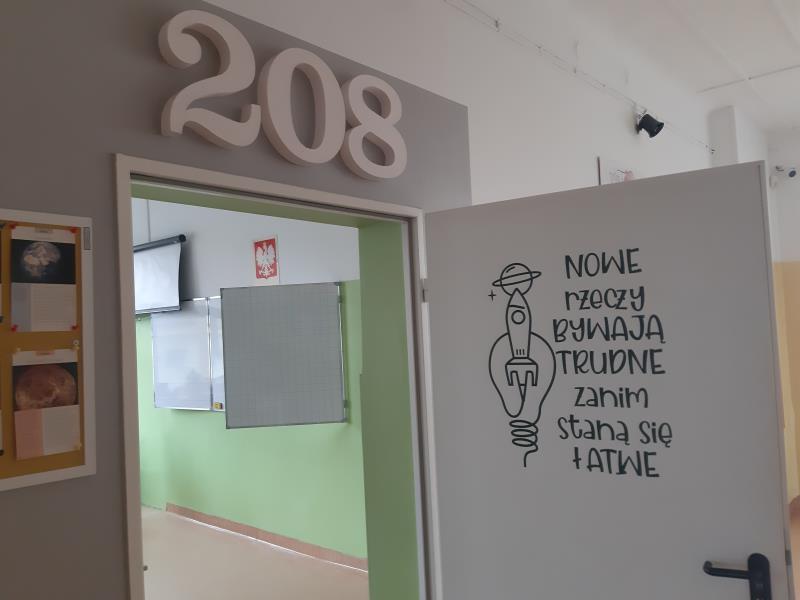 208
NOWE
rzeczy
BYWAJĄ
TRUDNE
zanim
staną się
ŁATWE